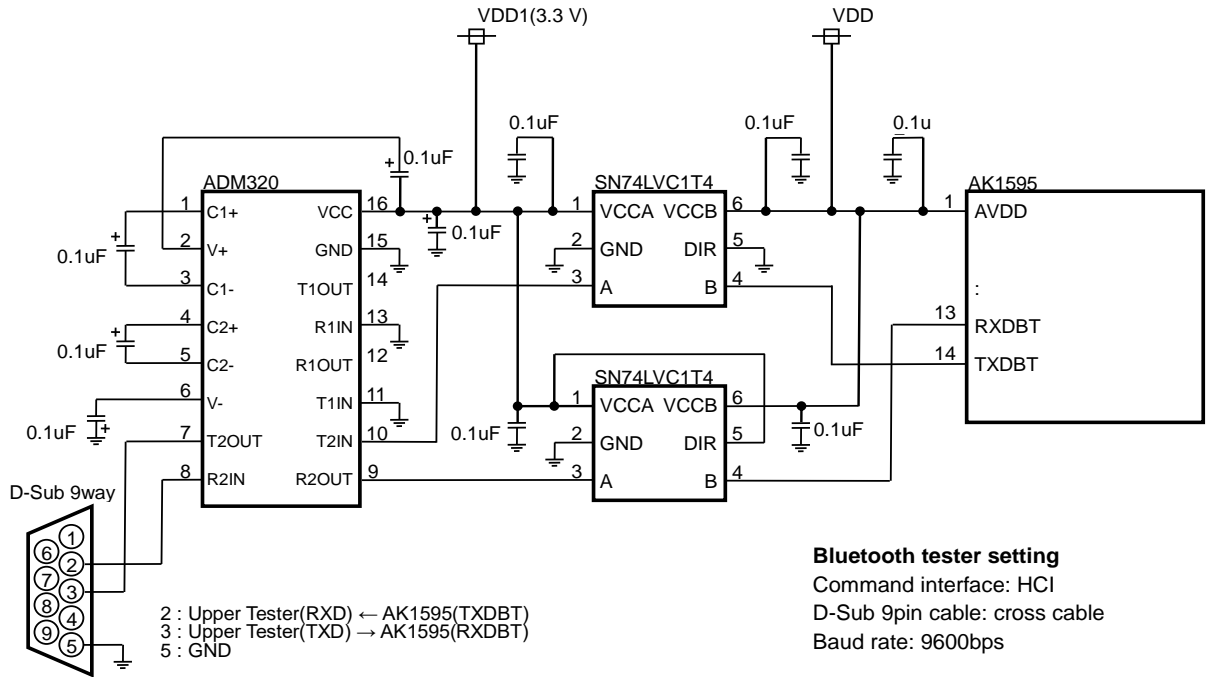 VDD1(3.3 V)
VDD
0.1uF
0.1uF
0.1u
0.1uF
ADM320
SN74LVC1T4
AK1595
1 C1+ VCC 16
1 VCCA VCCB 6
1 AVDD
0.1uF
2 V+ GND 15
2 GND DIR 5
0.1uF
3 C1- T1OUT 14
3 A B 4
:
4 C2+ R1IN 13
13 RXDBT
0.1uF
5 C2- R1OUT 12
14 TXDBT
SN74LVC1T4
6 V- T1IN 11
1 VCCA VCCB 6
0.1uF
0.1uF
0.1uF
7 T2OUT T2IN 10
2 GND DIR 5
8 R2IN R2OUT 9
3 A B 4
D-Sub 9way
1
6
2
7
3
8
4
9
5
2 : Upper Tester(RXD) ← AK1595(TXDBT)
3 : Upper Tester(TXD) → AK1595(RXDBT)
5 : GND
Bluetooth tester setting
Command interface: HCI
D-Sub 9pin cable: cross cable
Baud rate: 9600bps